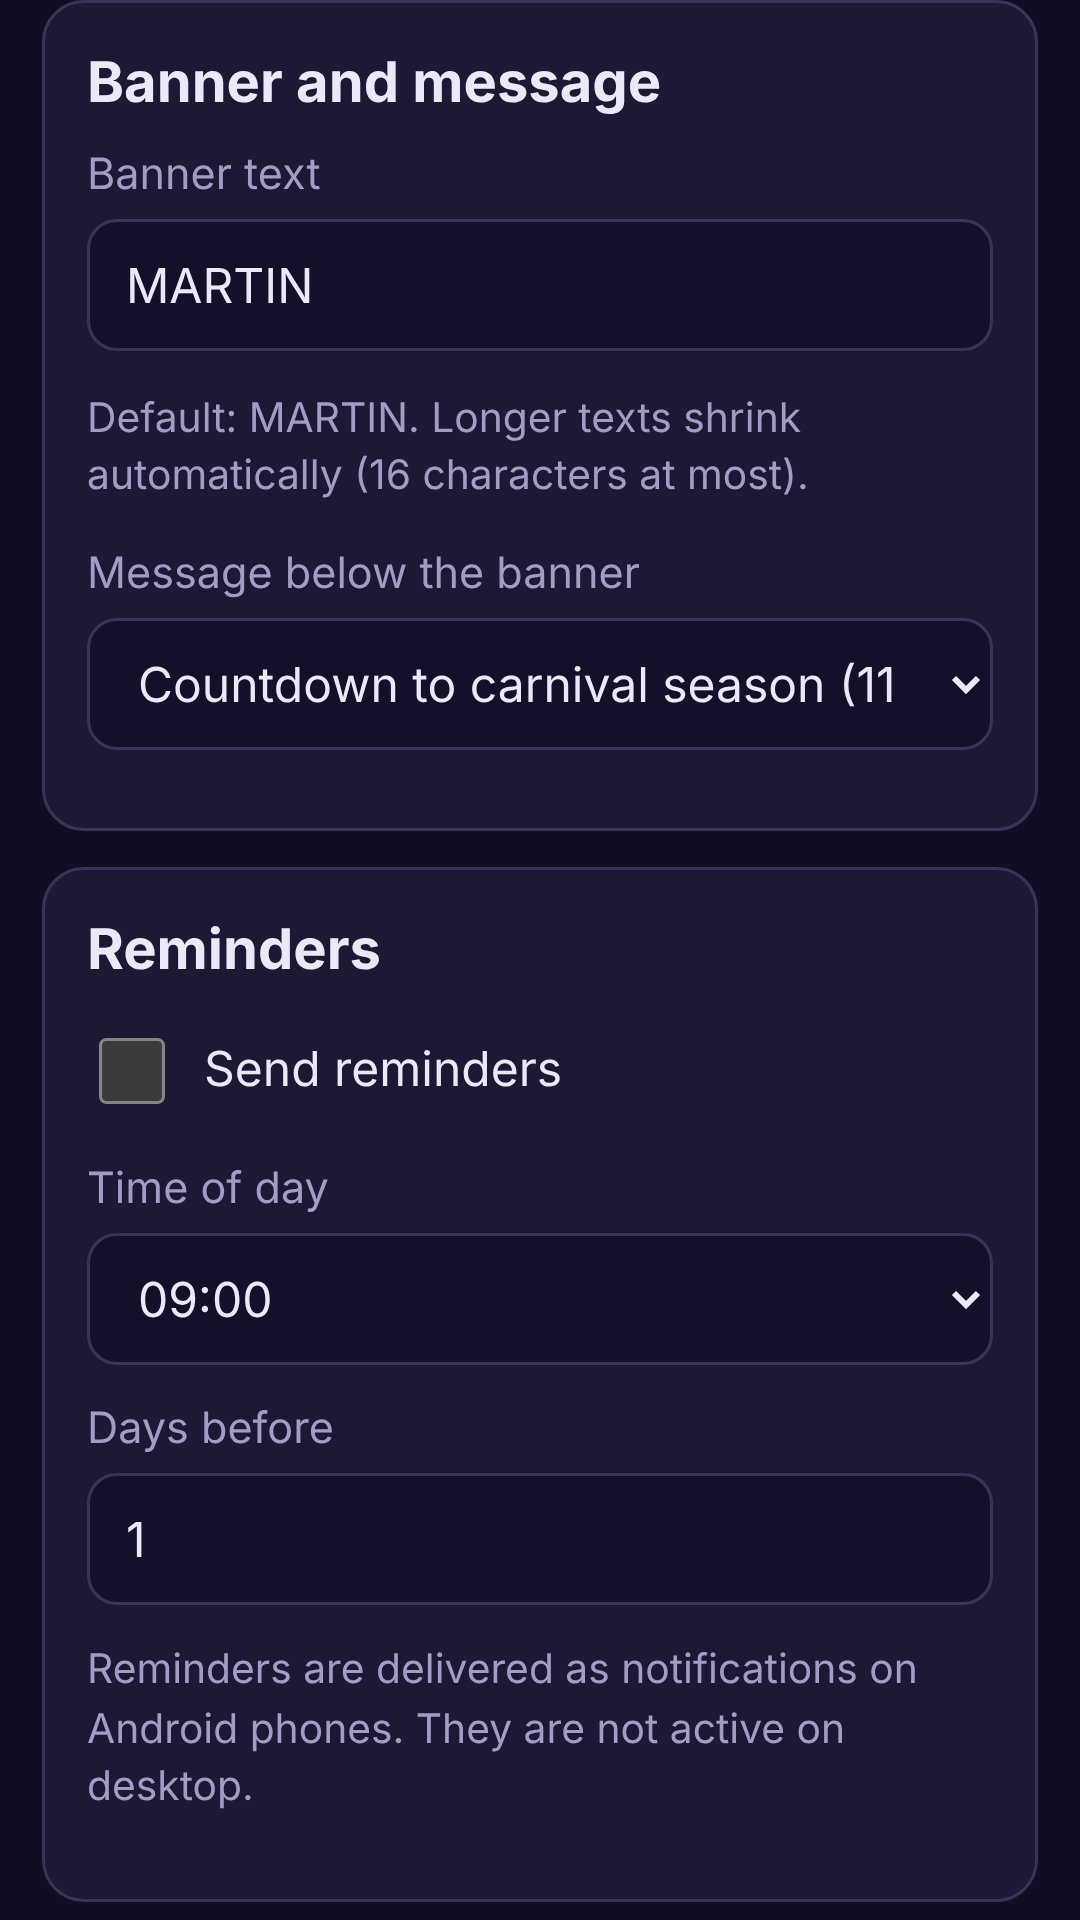 Banner and message
Banner text
MARTIN
Default: MARTIN. Longer texts shrink
automatically (16 characters at most).
Message below the banner
Countdown to carnival season (11
Reminders
Send reminders
Time of day
09:00
Days before
1
Reminders are delivered as notifications on
Android phones. They are not active on
desktop.